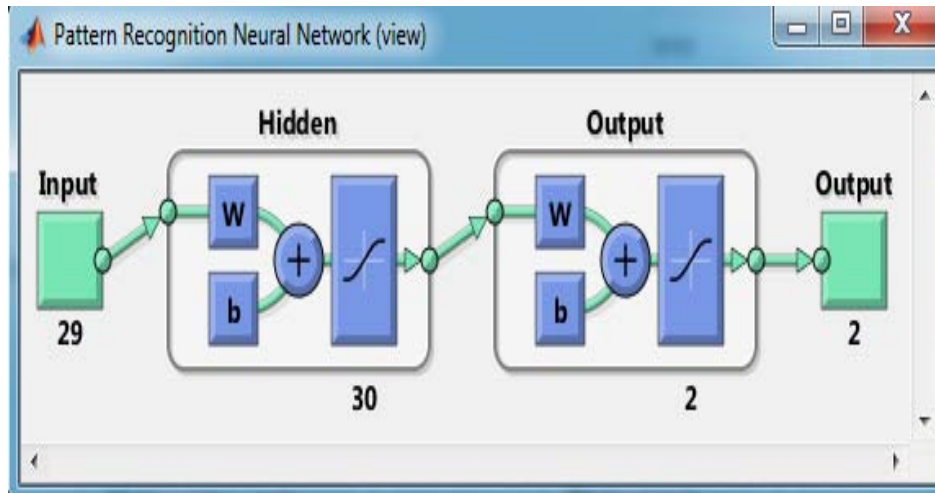 Pattern Recognition Neural Network (view)
Hidden
Output
Input
Output
W
W
+
+
b
b
29
2
30
2